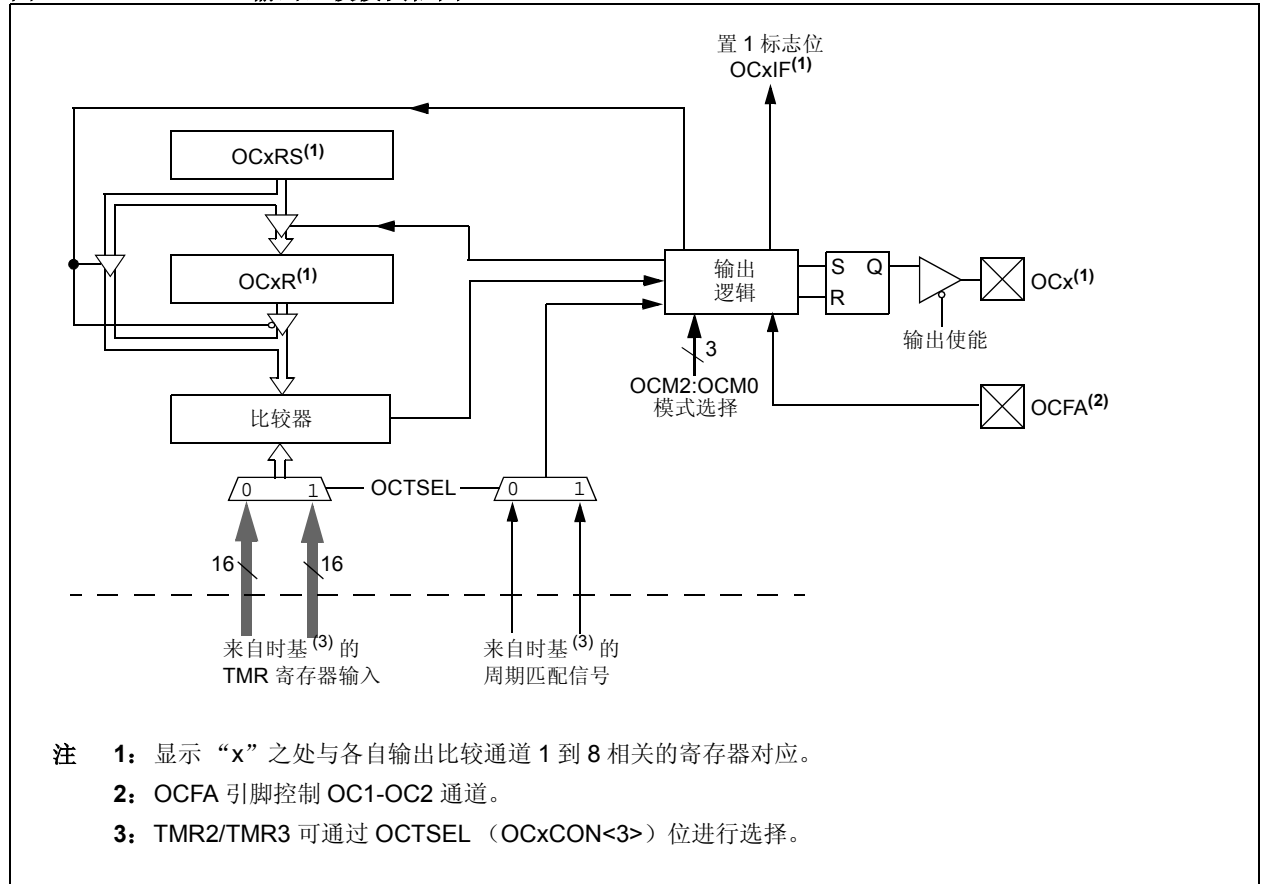 置 1 标志位
OCxIF(1)
OCxRS(1)
OCxR(1)
输出
逻辑
S Q
R
OCx(1)
输出使能
3
OCM2:OCM0
模式选择
OCFA(2)
比较器
0 1
OCTSEL
0 1
16
16
来自时基(3) 的
TMR 寄存器输入
来自时基(3) 的
周期匹配信号
注 1: 显示 “x”之处与各自输出比较通道 1 到 8 相关的寄存器对应。
2: OCFA 引脚控制 OC1-OC2 通道。
3: TMR2/TMR3 可通过 OCTSEL （OCxCON<3>）位进行选择。